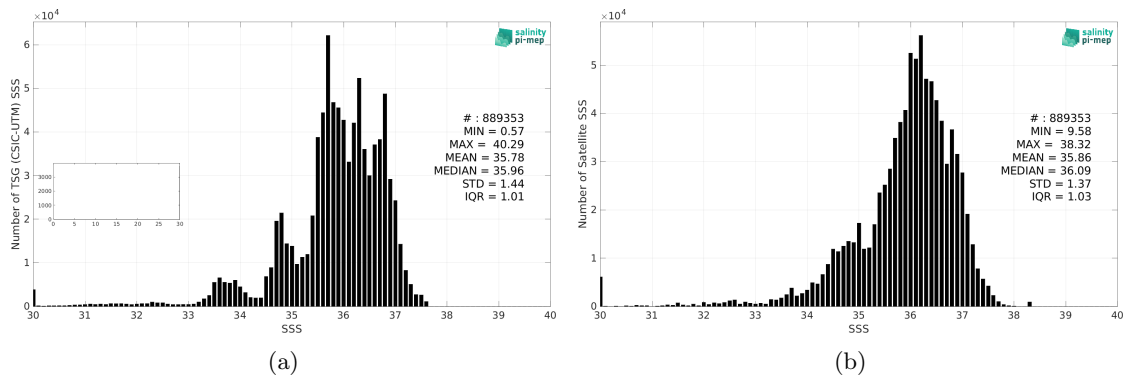 ×10⁴
6
5
4
3
2
1
0
Number of TSG (CSIC-UTM) SSS
salinity
pi-mep
# : 889353
MIN = 0.57
MAX = 40.29
MEAN = 35.78
MEDIAN = 35.96
STD = 1.44
IQR = 1.01
3000
2000
1000
0
0 5 10 15 20 25 30
30 31 32 33 34 35 36 37 38 39 40
SSS
(a)
×10⁴
5
4
3
2
1
0
Number of Satellite SSS
salinity
pi-mep
# : 889353
MIN = 9.58
MAX = 38.32
MEAN = 35.86
MEDIAN = 36.09
STD = 1.37
IQR = 1.03
30 31 32 33 34 35 36 37 38 39 40
SSS
(b)